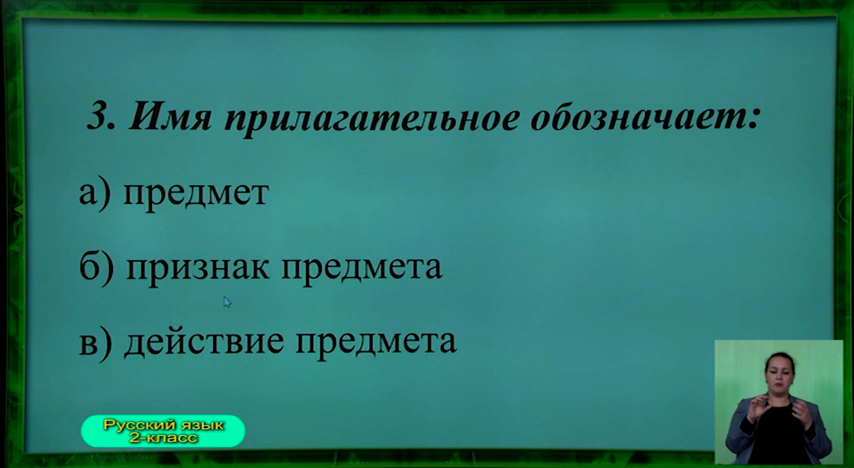 3. Имя прилагательное обозначает:
а) предмет
б) признак предмета
в) действие предмета
Русский язык
2-класс